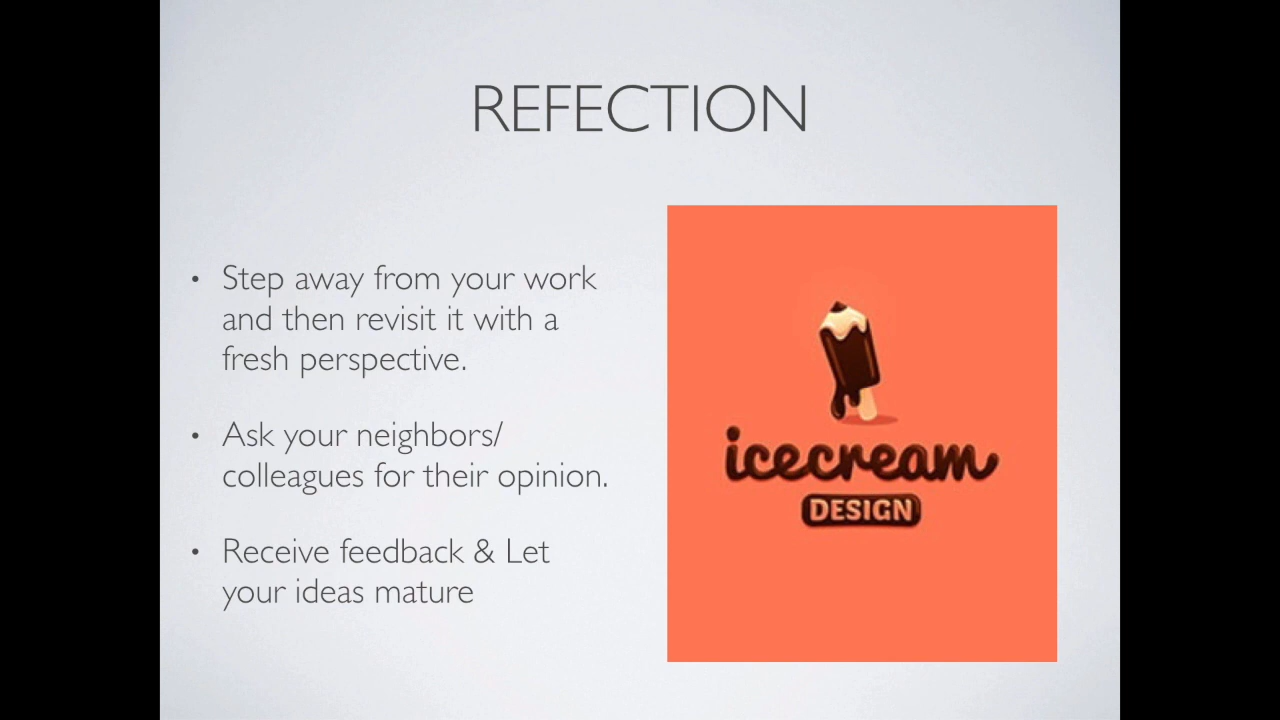 REFECTION
• Step away from your work
and then revisit it with a
fresh perspective.
• Ask your neighbors/
colleagues for their opinion.
• Receive feedback & Let
your ideas mature
icecream
DESIGN